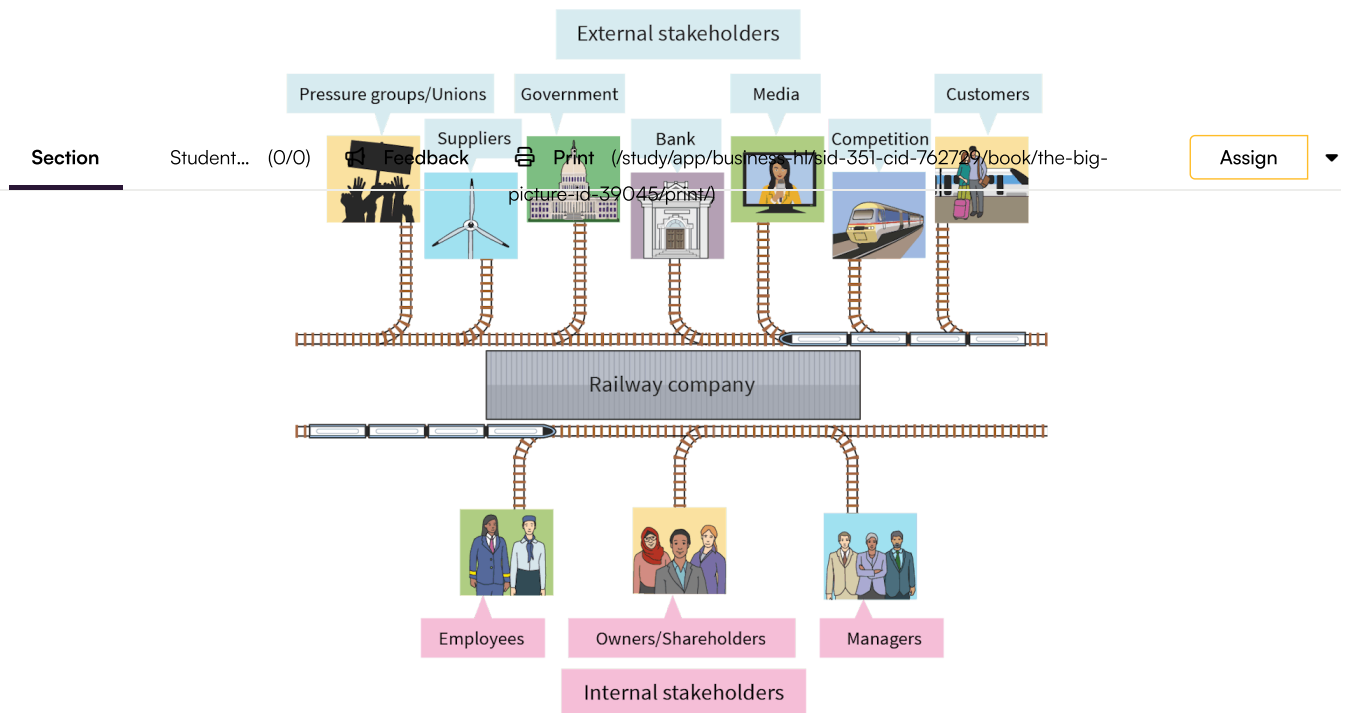 External stakeholders
Pressure groups/Unions
Government
Media
Customers
Suppliers
Bank
Competition
Section
Student... (0/0)
Feedback
Print (/study/app/business-hl/sid-351-cid-762729/book/the-big-
picture-id-39045/print/)
Assign
Railway company
Employees
Owners/Shareholders
Managers
Internal stakeholders